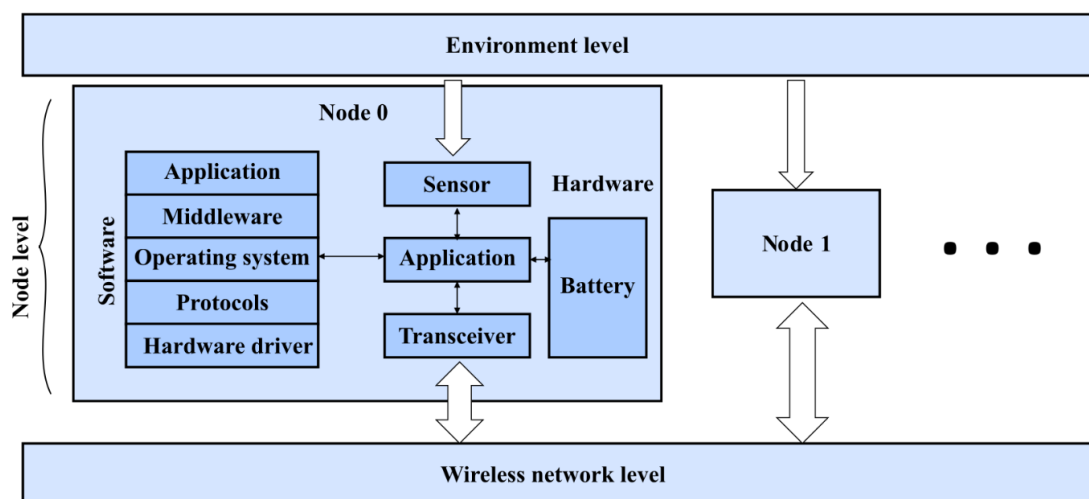 Environment level
Node 0
Node level
Software
Application
Middleware
Operating system
Protocols
Hardware driver
Sensor
Application
Transceiver
Hardware
Battery
Node 1
Wireless network level